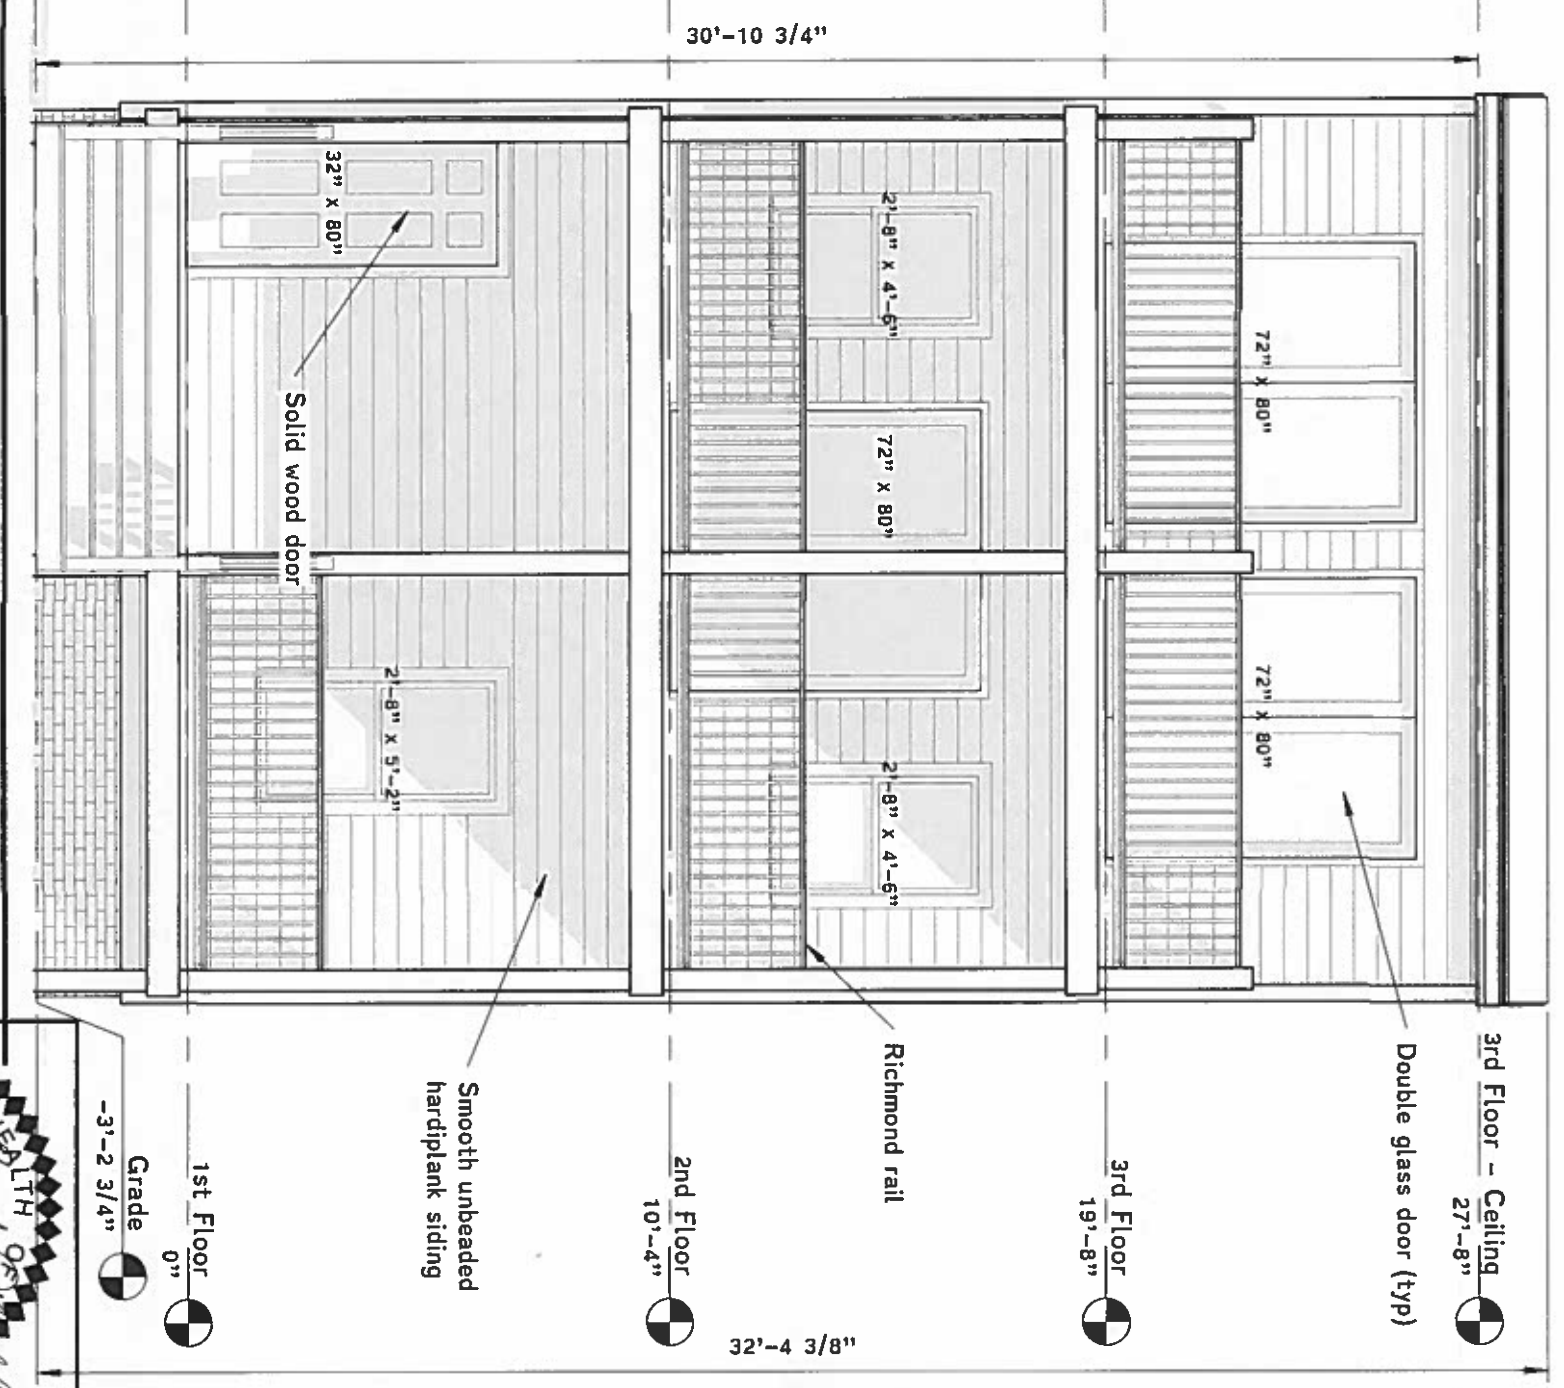 30'-10 3/4"
32'-4 3/8"
3rd Floor - Ceiling
27'-8"
Double glass door (typ)
72" X 80"
72" X 80"
3rd Floor
19'-8"
Richmond rail
2'-8" x 4'-6"
72" x 80"
2'-8" x 4'-6"
2nd Floor
10'-4"
Smooth unbeaded
hardiplank siding
2'-8" x 5'-2"
32" x 80"
Solid wood door
1st Floor
0"
Grade
-3'-2 3/4"
OF